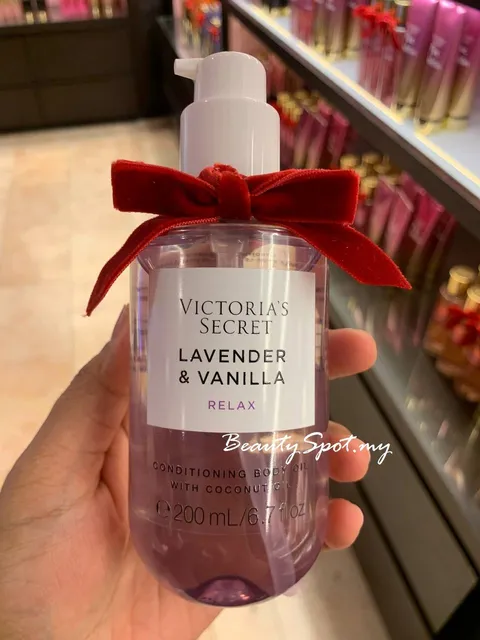 VICTORIA'S
SECRET
LAVENDER
& VANILLA
RELAX
BeautySpot.my
CONDITIONING BODY OIL
WITH COCONUT OIL
℮ 200 mL/6.7 fl oz